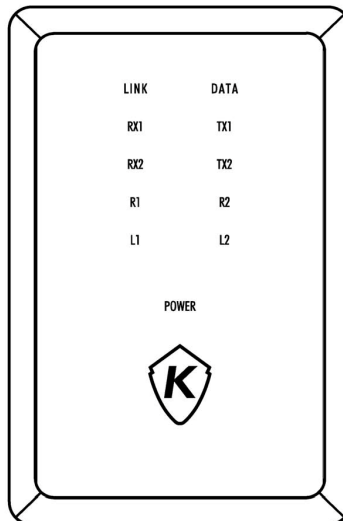 LINK DATA
RX1 TX1
RX2 TX2
R1 R2
L1 L2
POWER
K